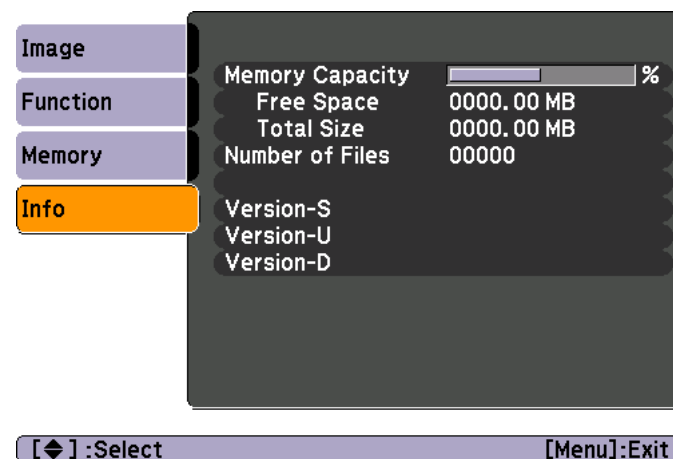 Image
Function
Memory
Info
Memory Capacity %
Free Space 0000.00 MB
Total Size 0000.00 MB
Number of Files 00000
Version-S
Version-U
Version-D
[◆] :Select [Menu]:Exit